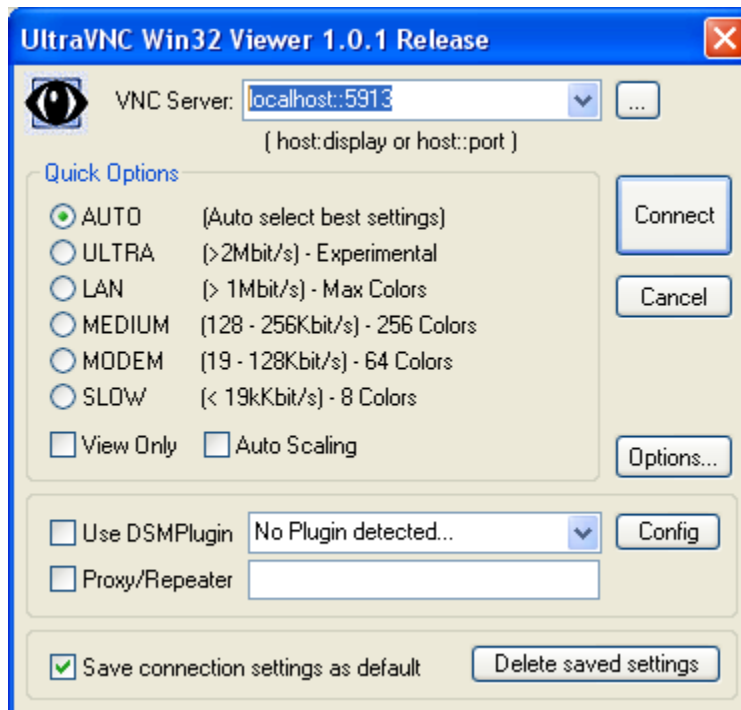 UltraVNC Win32 Viewer 1.0.1 Release
VNC Server: localhost::5913 ...
( host:display or host::port )
Quick Options
AUTO (Auto select best settings)
Connect
ULTRA (>2Mbit/s) - Experimental
LAN (> 1Mbit/s) - Max Colors
Cancel
MEDIUM (128 - 256Kbit/s) - 256 Colors
MODEM (19 - 128Kbit/s) - 64 Colors
SLOW (< 19kKbit/s) - 8 Colors
View Only Auto Scaling
Options...
Use DSMPlugin No Plugin detected... Config
Proxy/Repeater
Save connection settings as default Delete saved settings